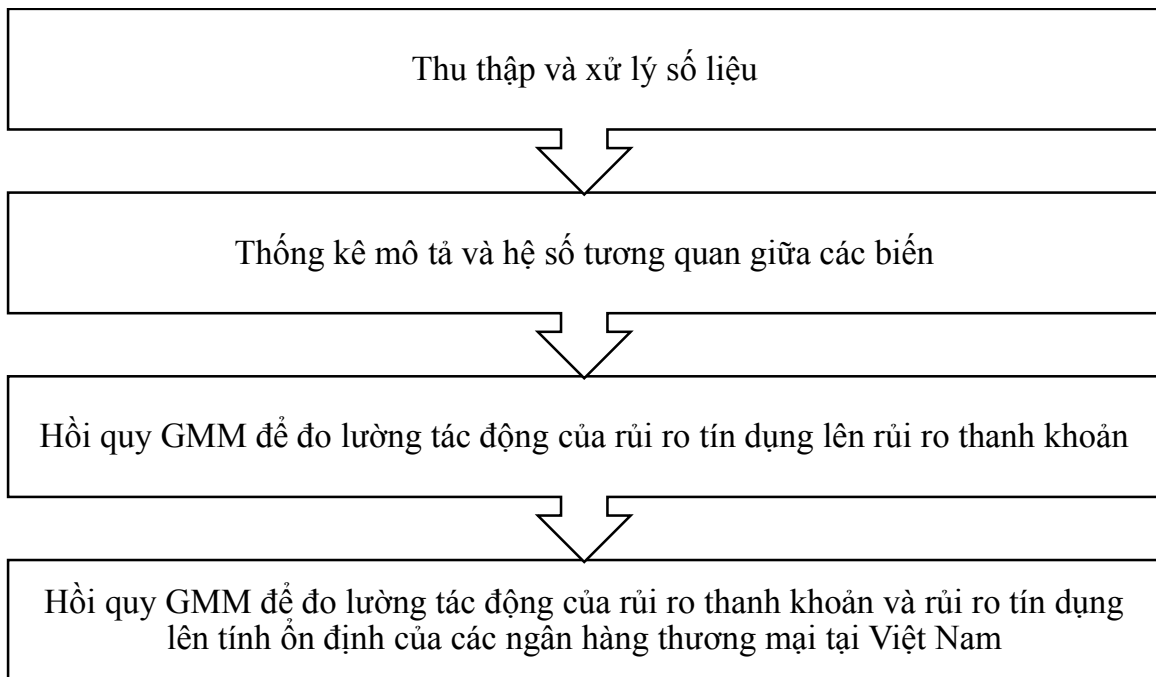 Thu thập và xử lý số liệu
Thống kê mô tả và hệ số tương quan giữa các biến
Hồi quy GMM để đo lường tác động của rủi ro tín dụng lên rủi ro thanh khoản
Hồi quy GMM để đo lường tác động của rủi ro thanh khoản và rủi ro tín dụng
lên tính ổn định của các ngân hàng thương mại tại Việt Nam